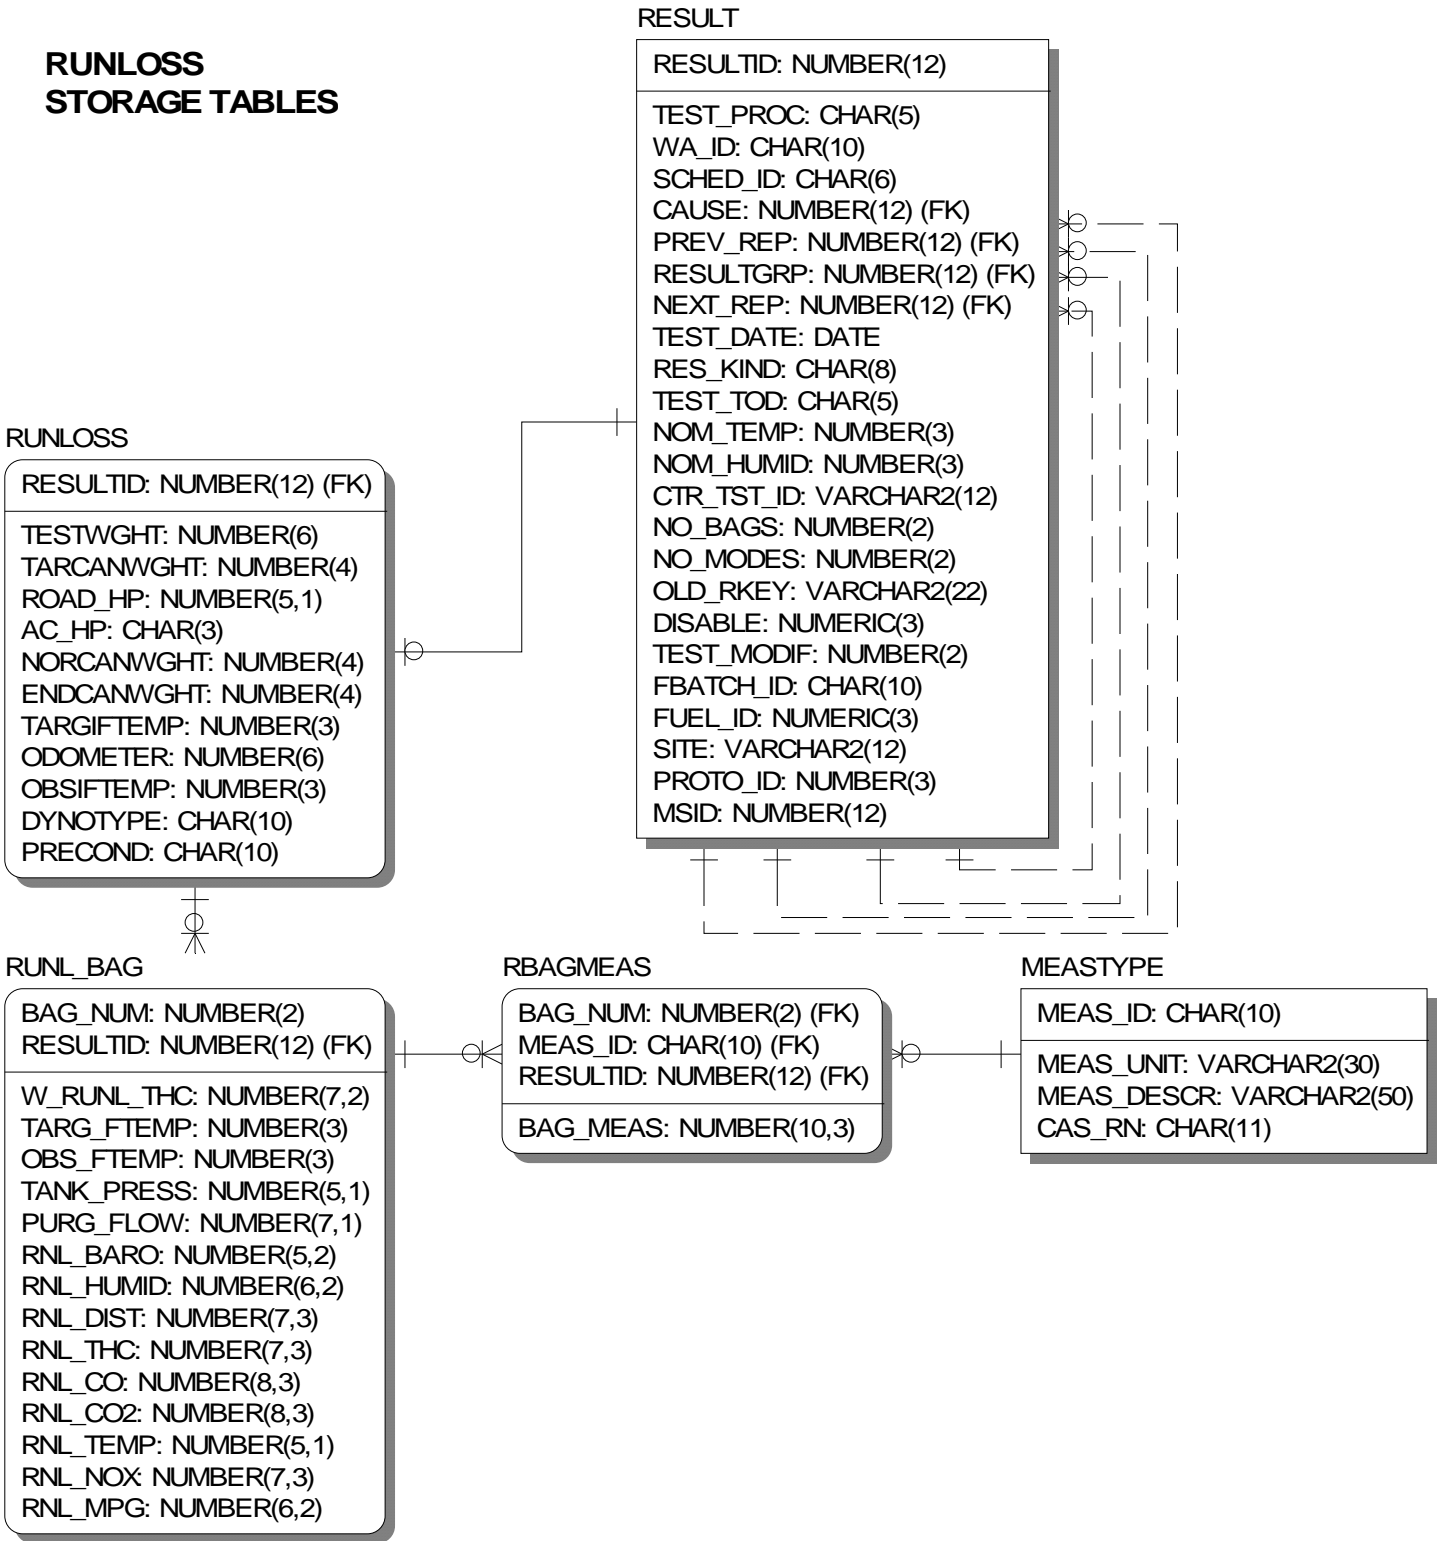 RUNLOSS
STORAGE TABLES
RESULT
RESULTID: NUMBER(12)
TEST_PROC: CHAR(5)
WA_ID: CHAR(10)
SCHED_ID: CHAR(6)
CAUSE: NUMBER(12) (FK)
PREV_REP: NUMBER(12) (FK)
RESULTGRP: NUMBER(12) (FK)
NEXT_REP: NUMBER(12) (FK)
TEST_DATE: DATE
RES_KIND: CHAR(8)
TEST_TOD: CHAR(5)
NOM_TEMP: NUMBER(3)
NOM_HUMID: NUMBER(3)
CTR_TST_ID: VARCHAR2(12)
NO_BAGS: NUMBER(2)
NO_MODES: NUMBER(2)
OLD_RKEY: VARCHAR2(22)
DISABLE: NUMERIC(3)
TEST_MODIF: NUMBER(2)
FBATCH_ID: CHAR(10)
FUEL_ID: NUMERIC(3)
SITE: VARCHAR2(12)
PROTO_ID: NUMBER(3)
MSID: NUMBER(12)
RUNLOSS
RESULTID: NUMBER(12) (FK)
TESTWGHT: NUMBER(6)
TARCANWGHT: NUMBER(4)
ROAD_HP: NUMBER(5,1)
AC_HP: CHAR(3)
NORCANWGHT: NUMBER(4)
ENDCANWGHT: NUMBER(4)
TARGIFTEMP: NUMBER(3)
ODOMETER: NUMBER(6)
OBSIFTEMP: NUMBER(3)
DYNOTYPE: CHAR(10)
PRECOND: CHAR(10)
RUNL_BAG
BAG_NUM: NUMBER(2)
RESULTID: NUMBER(12) (FK)
W_RUNL_THC: NUMBER(7,2)
TARG_FTEMP: NUMBER(3)
OBS_FTEMP: NUMBER(3)
TANK_PRESS: NUMBER(5,1)
PURG_FLOW: NUMBER(7,1)
RNL_BARO: NUMBER(5,2)
RNL_HUMID: NUMBER(6,2)
RNL_DIST: NUMBER(7,3)
RNL_THC: NUMBER(7,3)
RNL_CO: NUMBER(8,3)
RNL_CO2: NUMBER(8,3)
RNL_TEMP: NUMBER(5,1)
RNL_NOX: NUMBER(7,3)
RNL_MPG: NUMBER(6,2)
RBAGMEAS
BAG_NUM: NUMBER(2) (FK)
MEAS_ID: CHAR(10) (FK)
RESULTID: NUMBER(12) (FK)
BAG_MEAS: NUMBER(10,3)
MEASTYPE
MEAS_ID: CHAR(10)
MEAS_UNIT: VARCHAR2(30)
MEAS_DESCR: VARCHAR2(50)
CAS_RN: CHAR(11)